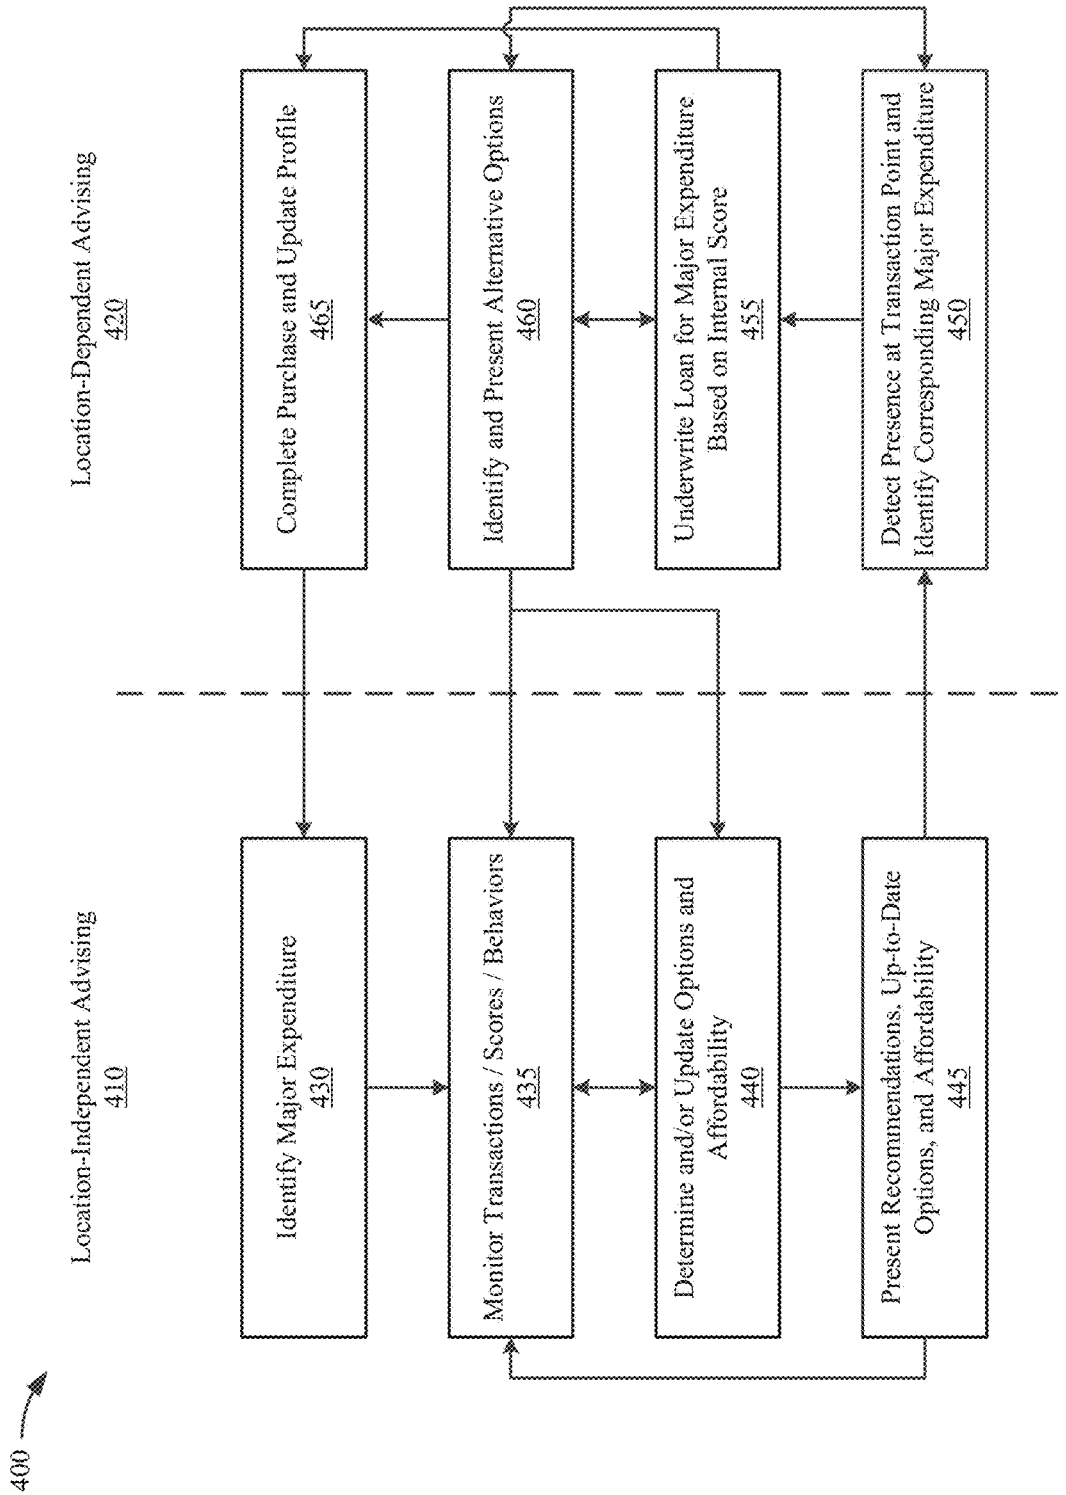 400
Location-Independent Advising
410
Identify Major Expenditure
430
Monitor Transactions / Scores / Behaviors
435
Determine and/or Update Options and
Affordability
440
Present Recommendations, Up-to-Date
Options, and Affordability
445
Location-Dependent Advising
420
Complete Purchase and Update Profile
465
Identify and Present Alternative Options
460
Underwrite Loan for Major Expenditure
Based on Internal Score
455
Detect Presence at Transaction Point and
Identify Corresponding Major Expenditure
450